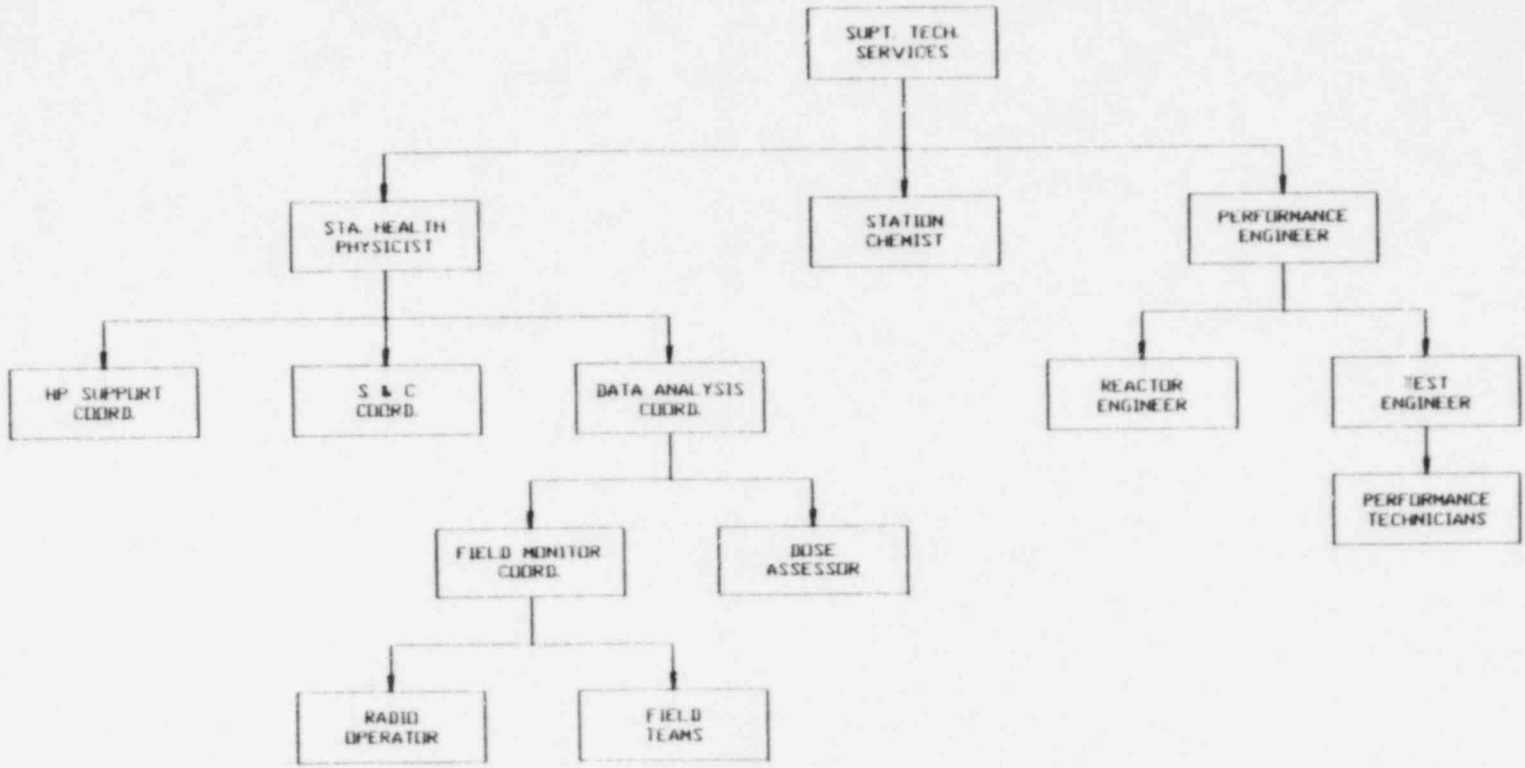 SUPT. TECH.
SERVICES
STA. HEALTH
PHYSICIST
STATION
CHEMIST
PERFORMANCE
ENGINEER
HP SUPPORT
COORD.
S & C
COORD.
DATA ANALYSIS
COORD.
REACTOR
ENGINEER
TEST
ENGINEER
FIELD MONITOR
COORD.
DOSE
ASSESSOR
PERFORMANCE
TECHNICIANS
RADIO
OPERATOR
FIELD
TEAMS